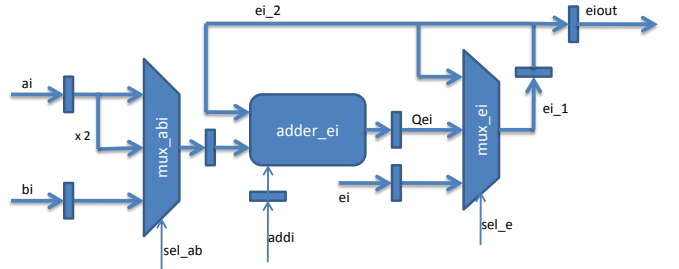 ei_2
eiout
ai
x 2
mux_abi
adder_ei
Qei
mux_ei
ei_1
bi
ei
sel_ab
addi
sel_e